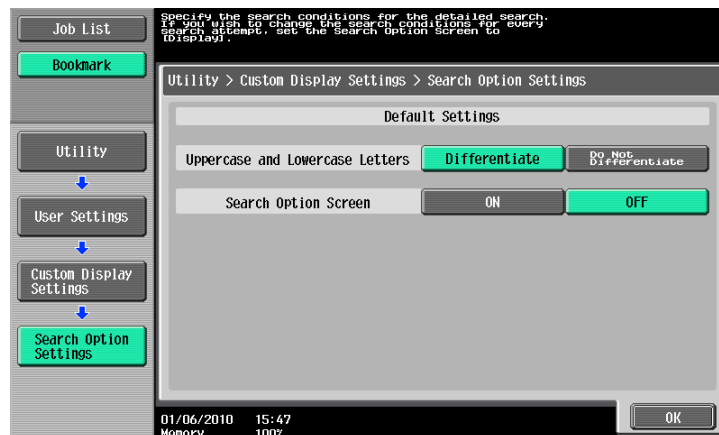 Job List
Bookmark
Specify the search conditions for the detailed search.
If you wish to change the search conditions for every
search attempt, set the Search Option Screen to
[Display].
Utility > Custom Display Settings > Search Option Settings
Default Settings
Uppercase and Lowercase Letters
Differentiate
Do Not
Differentiate
Search Option Screen
ON
OFF
Utility
User Settings
Custom Display
Settings
Search Option
Settings
01/06/2010 15:47
Memory 100%
OK